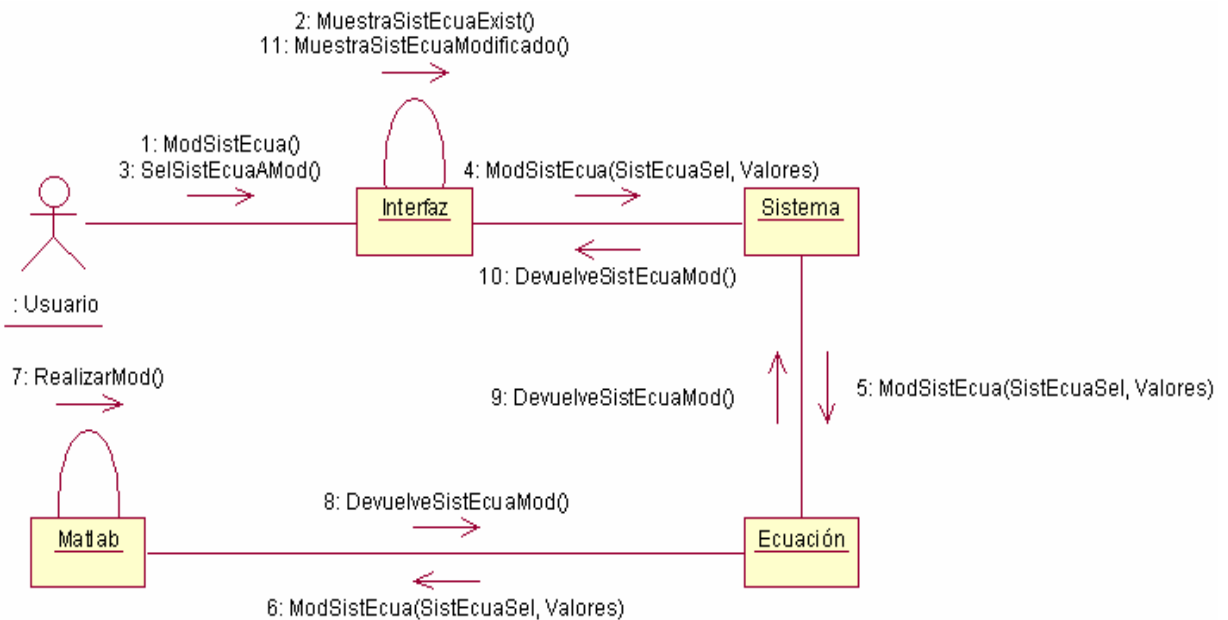 2: MuestraSistEcuaExist()
11: MuestraSistEcuaModificado()
1: ModSistEcua()
3: SelSistEcuaAMod()
4: ModSistEcua(SistEcuaSel, Valores)
Interfaz
Sistema
10: DevuelveSistEcuaMod()
: Usuario
7: RealizarMod()
9: DevuelveSistEcuaMod()
5: ModSistEcua(SistEcuaSel, Valores)
8: DevuelveSistEcuaMod()
Matlab
Ecuación
6: ModSistEcua(SistEcuaSel, Valores)